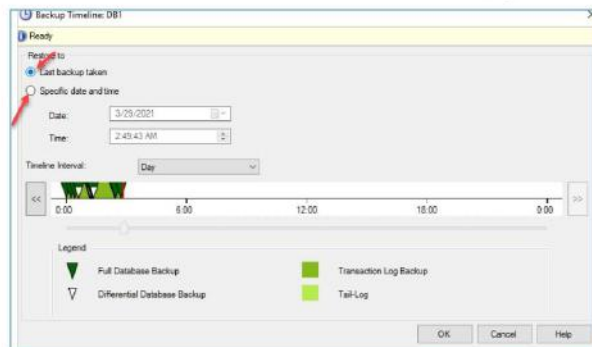 Backup Timeline: DB1
Ready
Restore to
Last backup taken
Specific date and time
Date: 3/29/2021
Time: 2:49:43 AM
Timeline Interval: Day
<< >>
0:00 6:00 12:00 18:00 0:00
Legend
Full Database Backup Transaction Log Backup
Differential Database Backup Tail-Log
OK Cancel Help